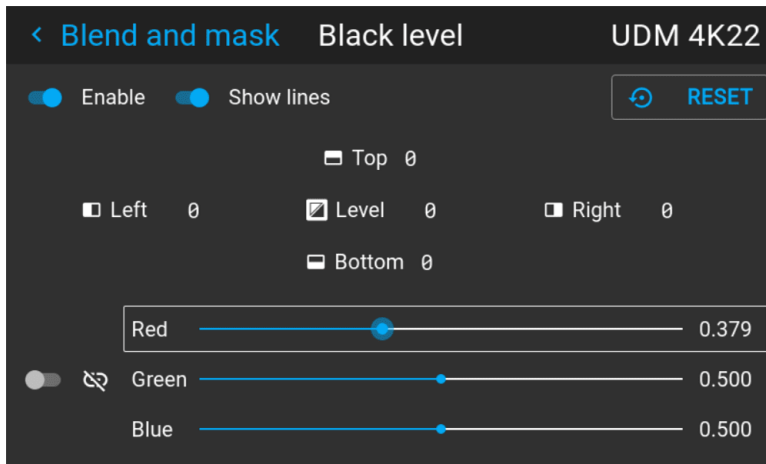 Blend and mask Black level UDM 4K22
Enable Show lines RESET
Top 0
Left 0 Level 0 Right 0
Bottom 0
Red 0.379
Green 0.500
Blue 0.500